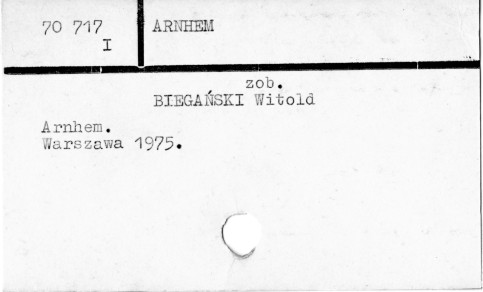 70 717 ARNHEM
I
zob.
BIEGAŃSKI Witold
Arnhem.
Warszawa 1975.